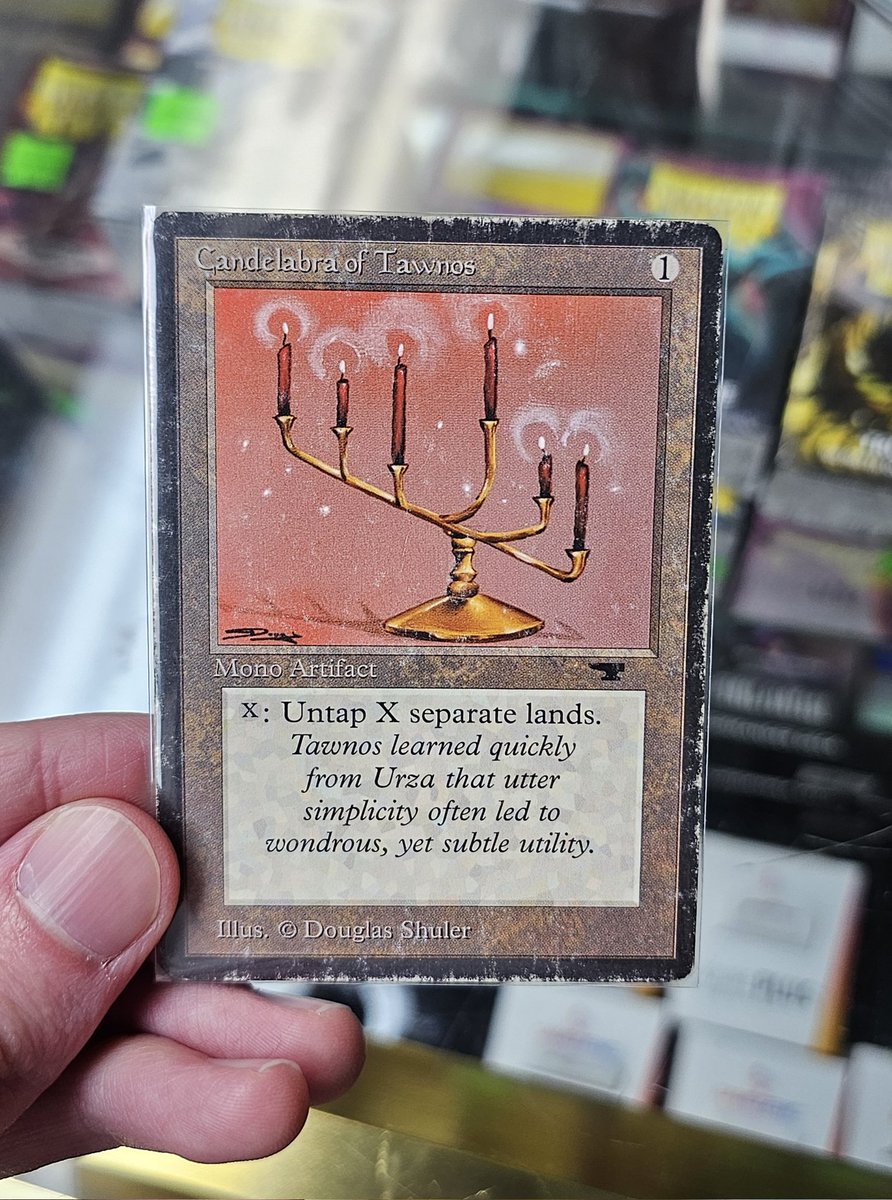 Candelabra of Tawnos 1
Mono Artifact
X: Untap X separate lands.
Tawnos learned quickly
from Urza that utter
simplicity often led to
wondrous, yet subtle utility.
Illus. © Douglas Shuler